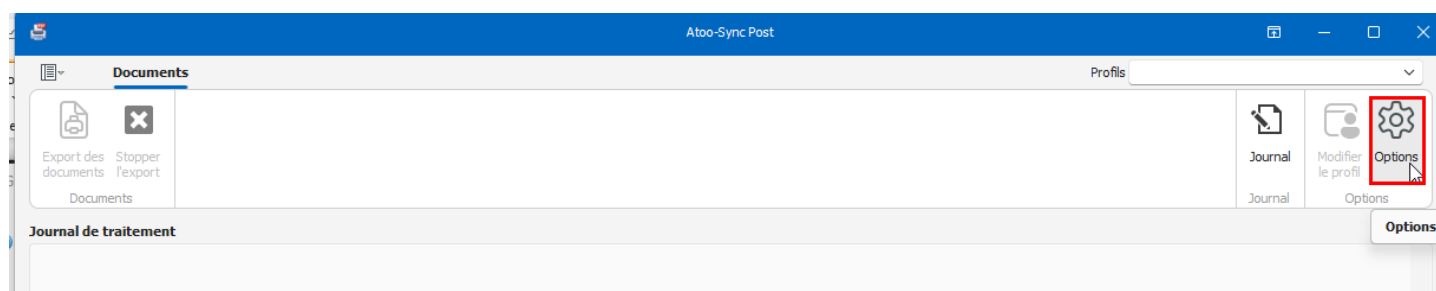 Atoo-Sync Post
Documents
Profils
Export des
documents
Stopper
l'export
Documents
Journal
Journal
Modifier
le profil
Options
Options
Options
Journal de traitement